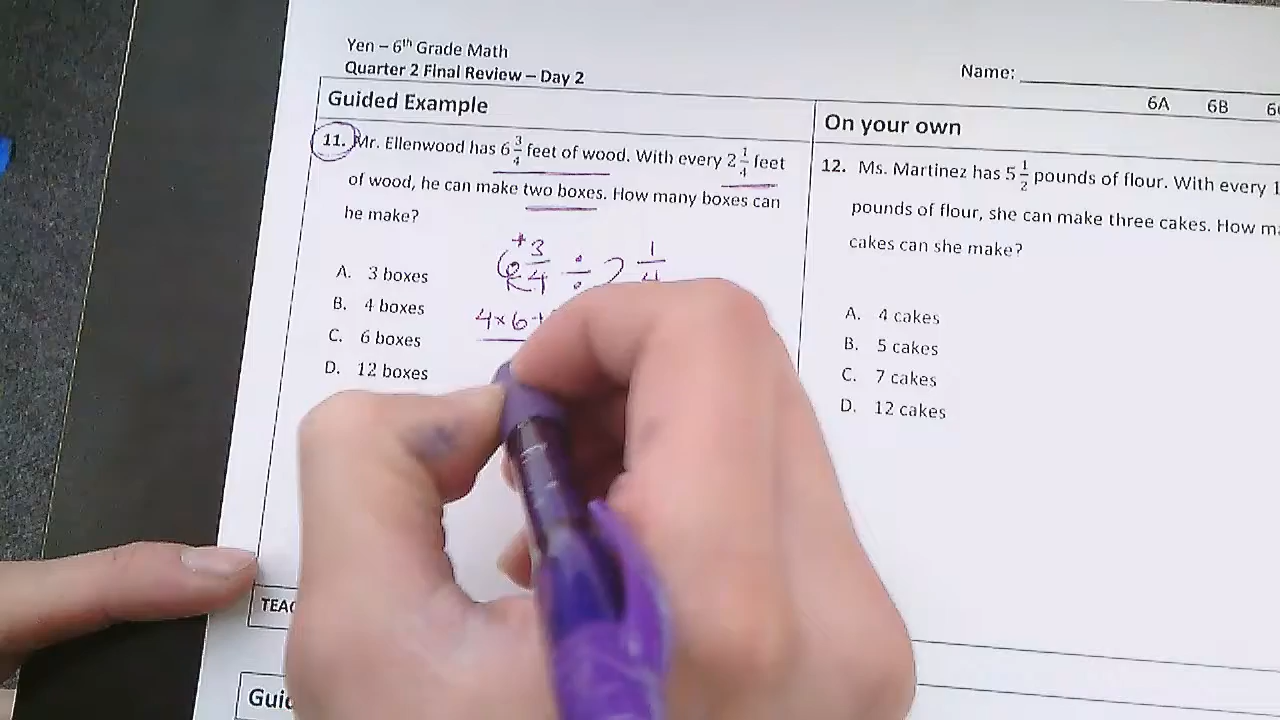 Yen – 6th Grade Math
Quarter 2 Final Review – Day 2
Name:
6A 6B
Guided Example
On your own
11. Mr. Ellenwood has 6 3/4 feet of wood. With every 2 1/4 feet
of wood, he can make two boxes. How many boxes can
he make?
6 + 3/4 ÷ 2 1/4
4×6+
A. 3 boxes
B. 4 boxes
C. 6 boxes
D. 12 boxes
12. Ms. Martinez has 5 1/2 pounds of flour. With every 1
pounds of flour, she can make three cakes. How
cakes can she make?
A. 4 cakes
B. 5 cakes
C. 7 cakes
D. 12 cakes